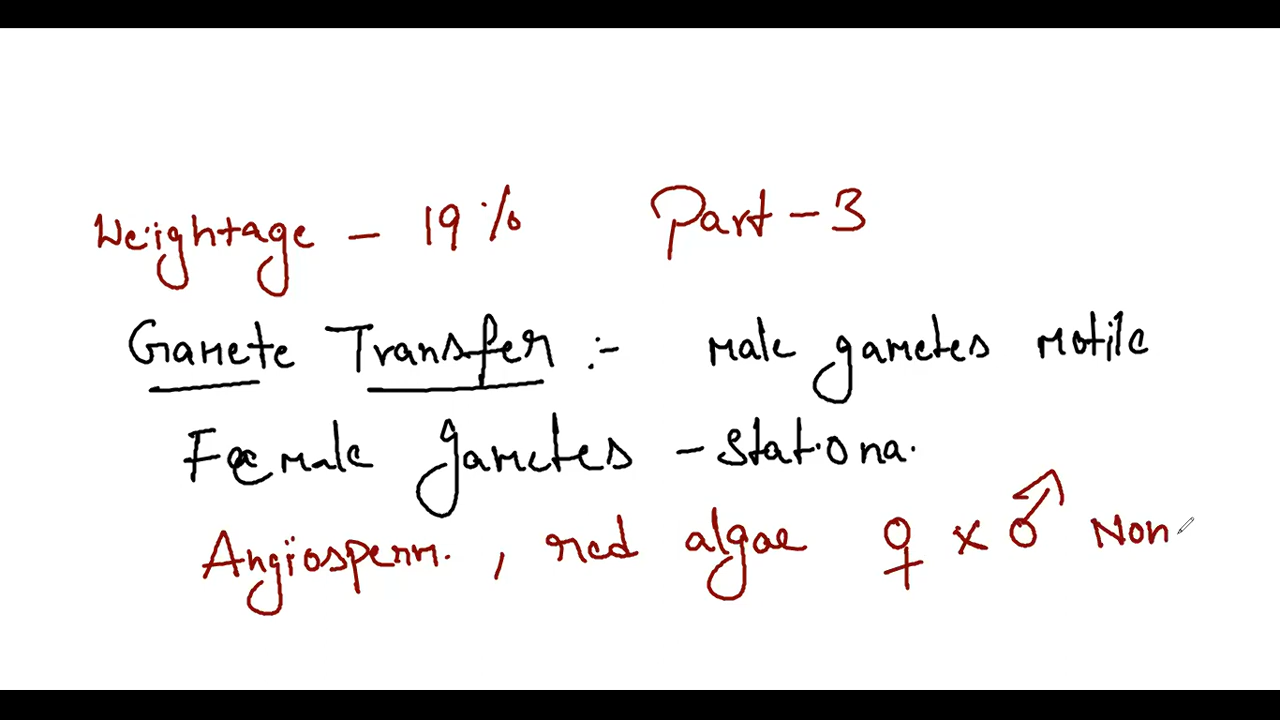 Weightage - 19% Part-3
Gamete Transfer :- male gametes motile
Female gametes - Stationa.
Angiosperm. , red algae ♀ x ♂ Non